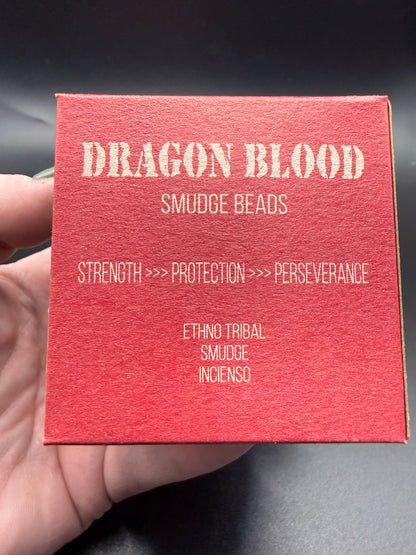 DRAGON BLOOD
SMUDGE BEADS
STRENGTH >>> PROTECTION >>> PERSEVERANCE
ETHNO TRIBAL
SMUDGE
INCIENSO